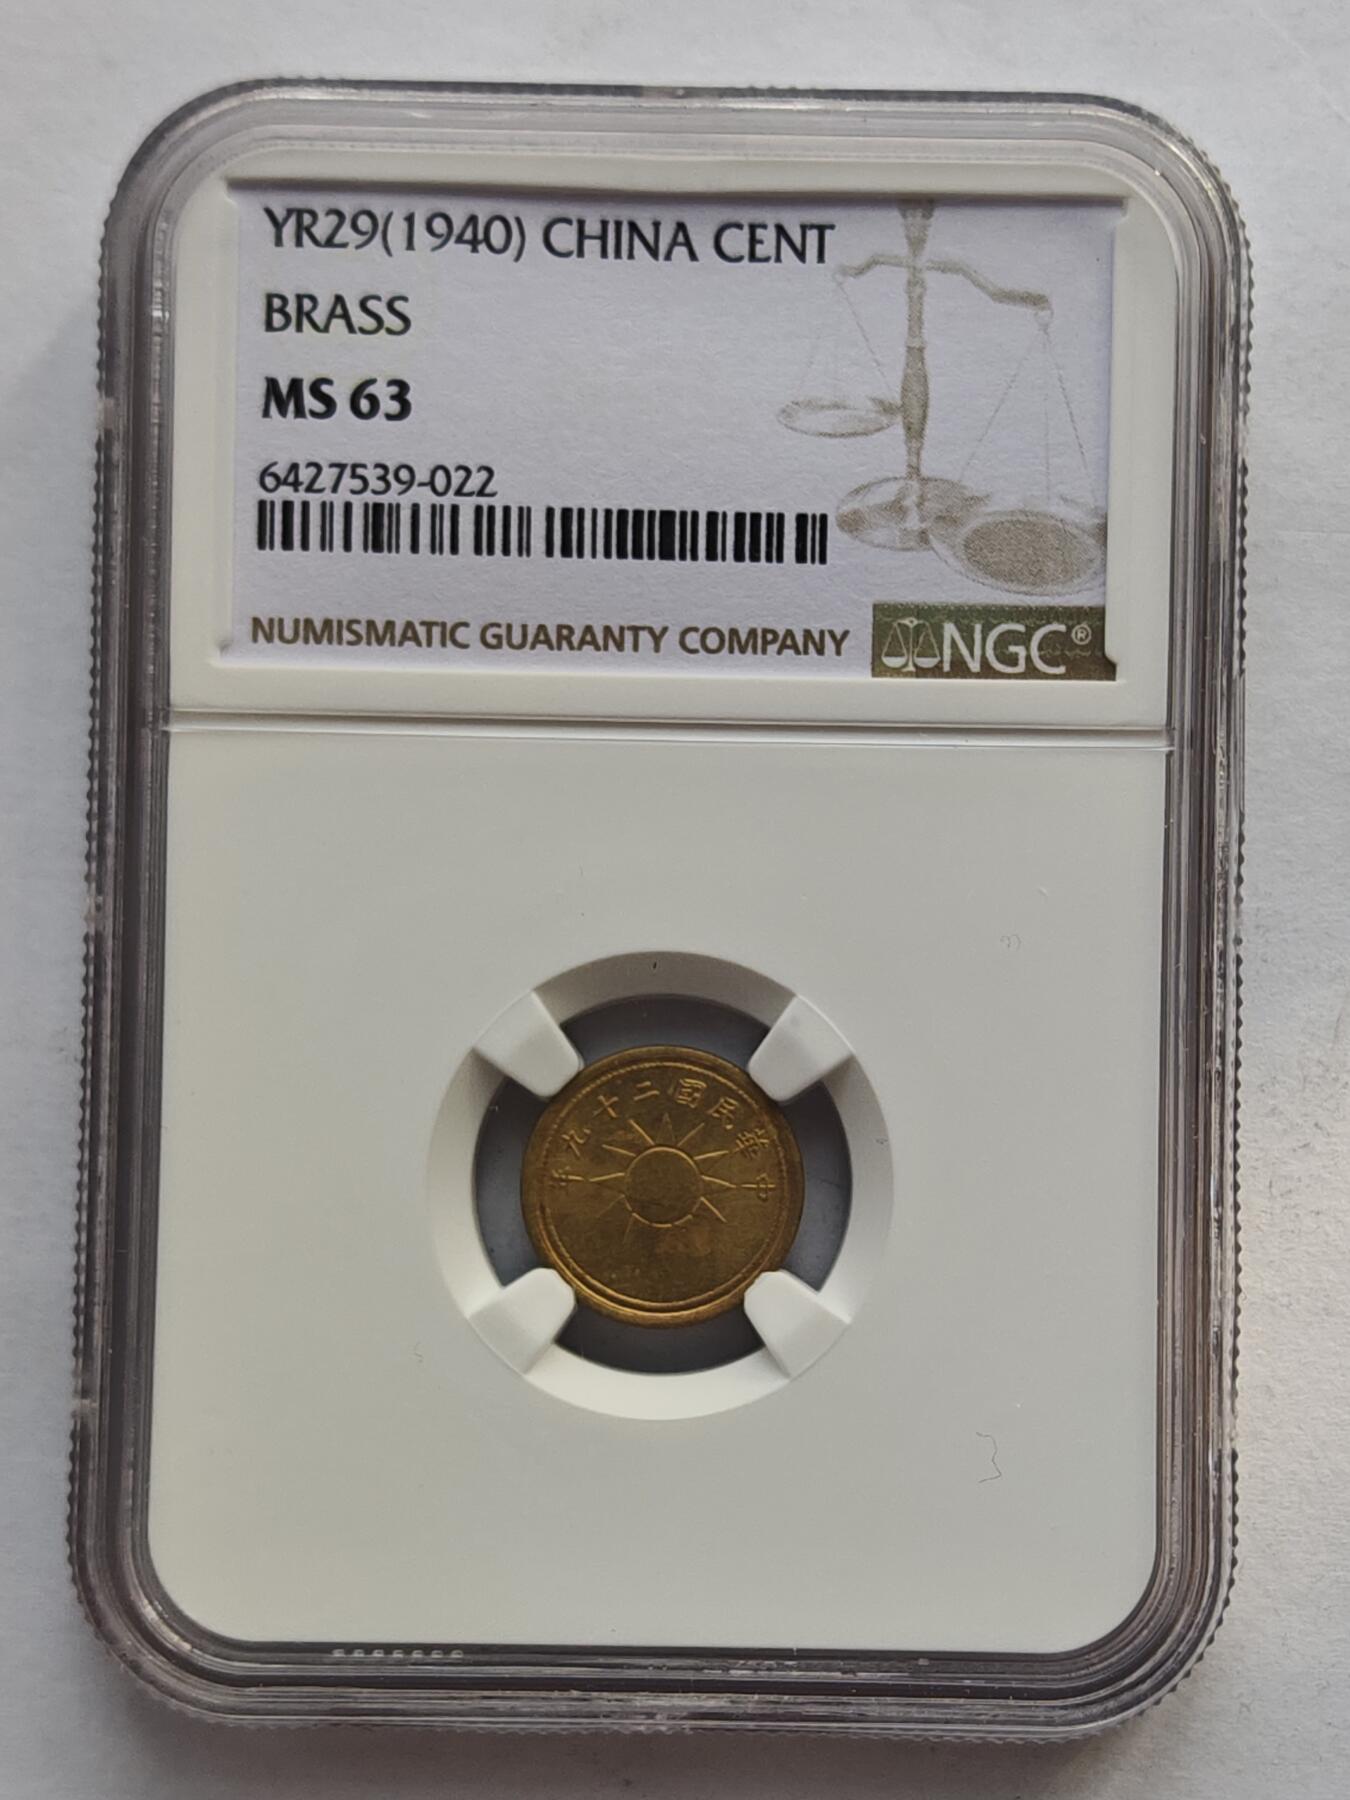 YR29(1940) CHINA CENT
BRASS
MS 63
6427539-022
NUMISMATIC GUARANTY COMPANY
NGC®
年九十二國民華中